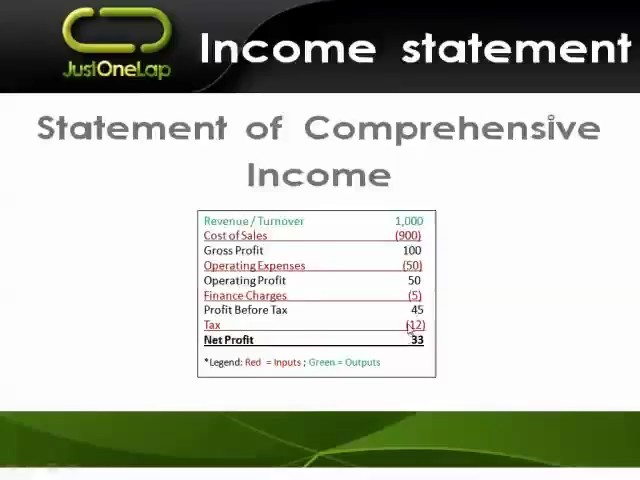 JustOneLap
Income statement
Statement of Comprehensive
Income
Revenue / Turnover 1,000
Cost of Sales (900)
Gross Profit 100
Operating Expenses (50)
Operating Profit 50
Finance Charges (5)
Profit Before Tax 45
Tax (12)
Net Profit 33
*Legend: Red = Inputs ; Green = Outputs